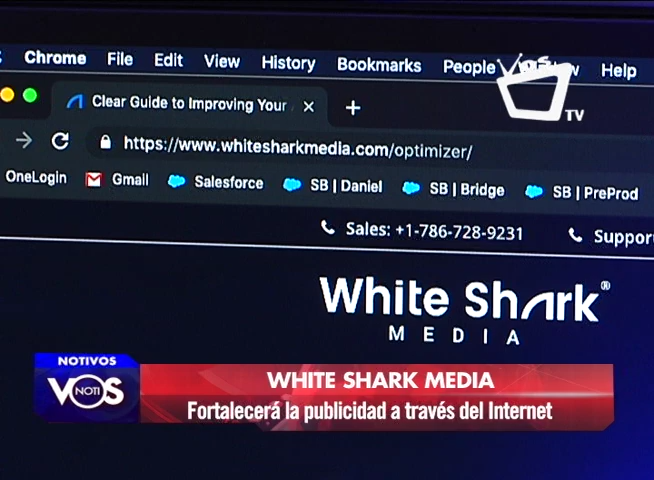 Chrome File Edit View History Bookmarks People Help
VOS TV
Clear Guide to Improving Your
https://www.whitesharkmedia.com/optimizer/
OneLogin Gmail Salesforce SB | Daniel SB | Bridge SB | PreProd
Sales: +1-786-728-9231 Suppor
White Shark®
MEDIA
NOTIVOS
VOS NOTI
WHITE SHARK MEDIA
Fortalecerá la publicidad a través del Internet